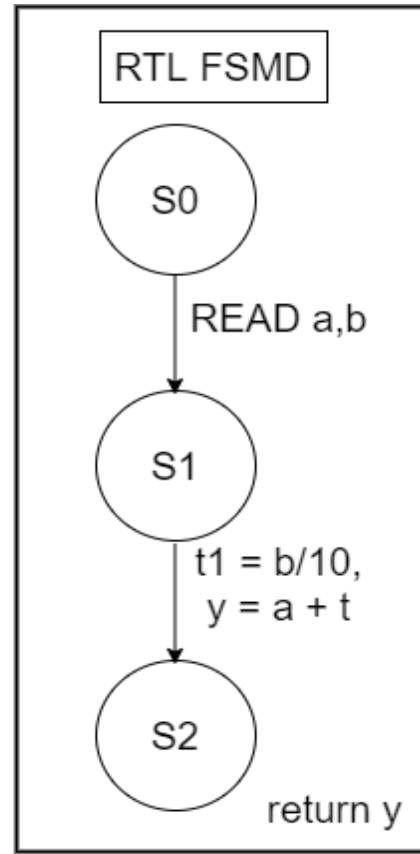 RTL FSMD
S0
READ a,b
S1
t1 = b/10,
y = a + t
S2
return y